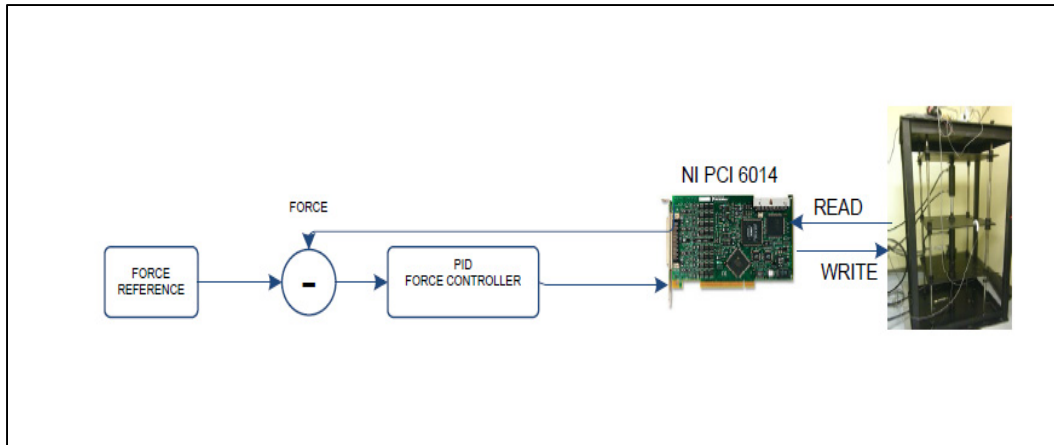 NI PCI 6014
READ
FORCE
WRITE
FORCE
REFERENCE
-
PID
FORCE CONTROLLER